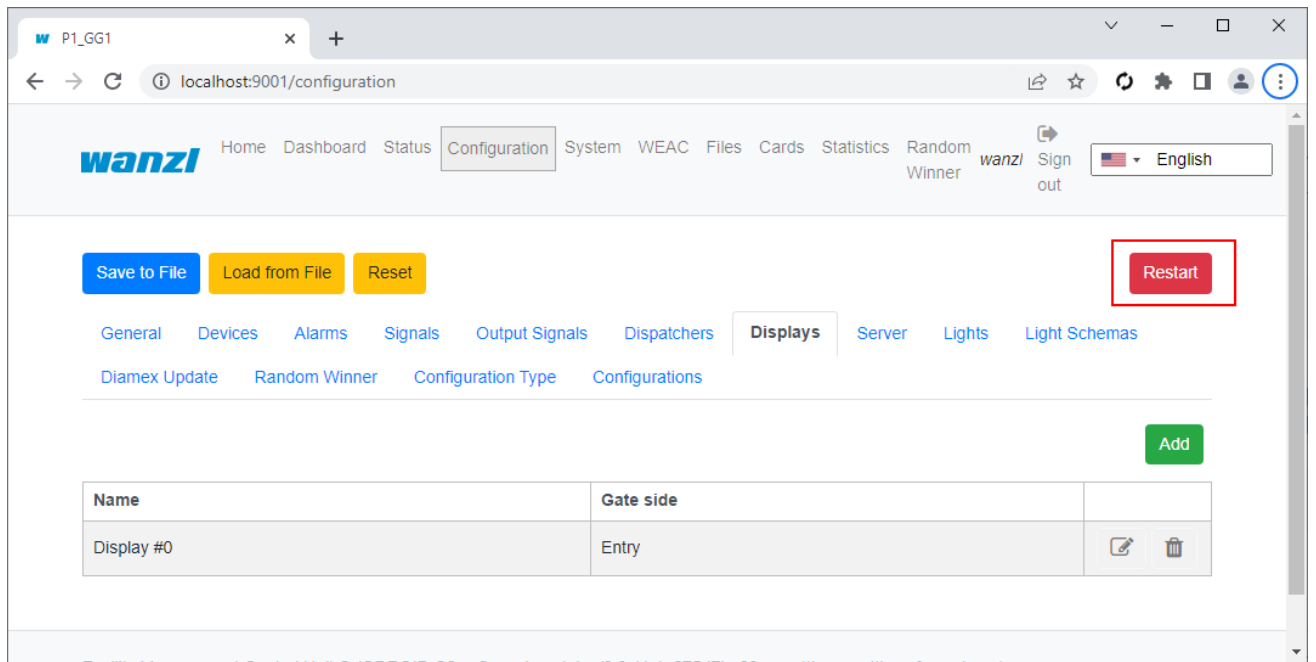 P1_GG1
localhost:9001/configuration
wanzl Home Dashboard Status Configuration System WEAC Files Cards Statistics Random Winner wanzl Sign out English
Save to File Load from File Reset Restart
General Devices Alarms Signals Output Signals Dispatchers Displays Server Lights Light Schemas
Diamex Update Random Winner Configuration Type Configurations
Add
Name Gate side
Display #0 Entry